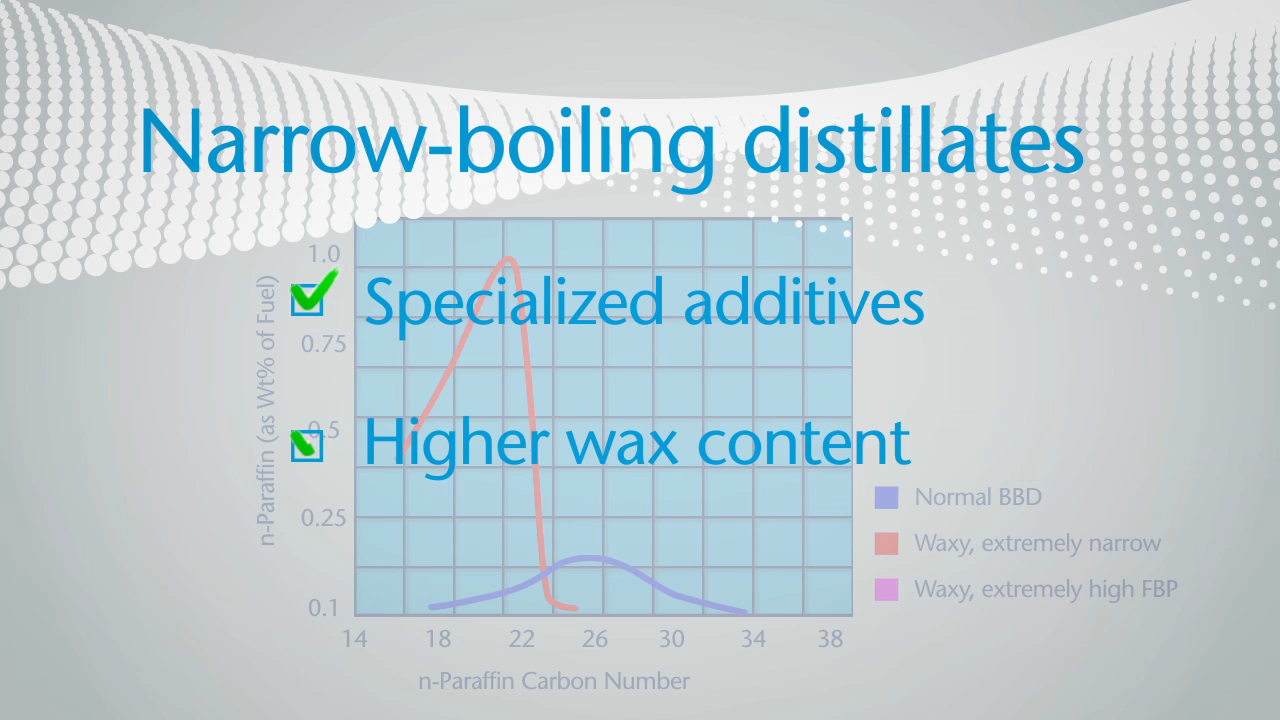 Narrow-boiling distillates
Specialized additives
Higher wax content
n-Paraffin (as Wt% of Fuel)
1.0
0.75
0.5
0.25
0.1
14 18 22 26 30 34 38
n-Paraffin Carbon Number
Normal BBD
Waxy, extremely narrow
Waxy, extremely high FBP